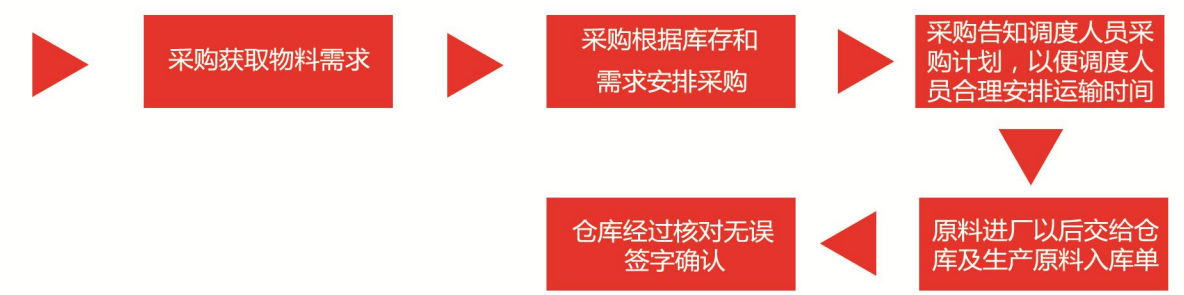 采购获取物料需求
采购根据库存和
需求安排采购
采购告知调度人员采
购计划，以便调度人
员合理安排运输时间
原料进厂以后交给仓
库及生产原料入库单
仓库经过核对无误
签字确认